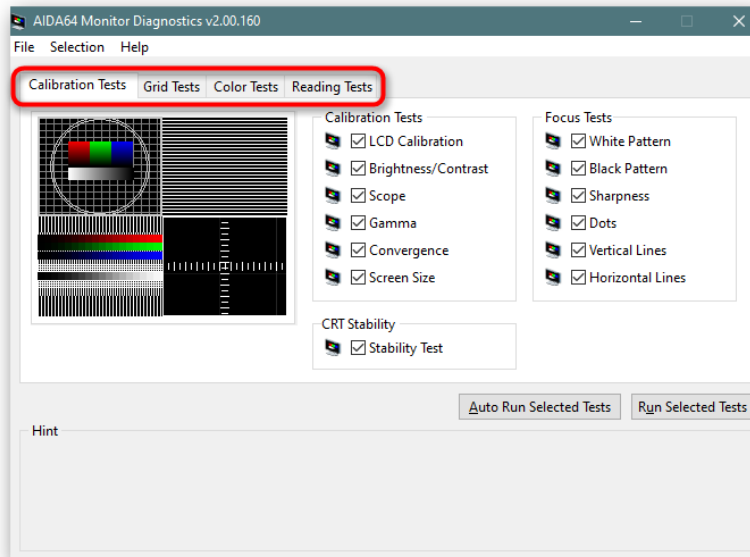 AIDA64 Monitor Diagnostics v2.00.160
File Selection Help
Calibration Tests Grid Tests Color Tests Reading Tests
Calibration Tests
LCD Calibration
Brightness/Contrast
Scope
Gamma
Convergence
Screen Size
Focus Tests
White Pattern
Black Pattern
Sharpness
Dots
Vertical Lines
Horizontal Lines
CRT Stability
Stability Test
Auto Run Selected Tests Run Selected Tests
Hint